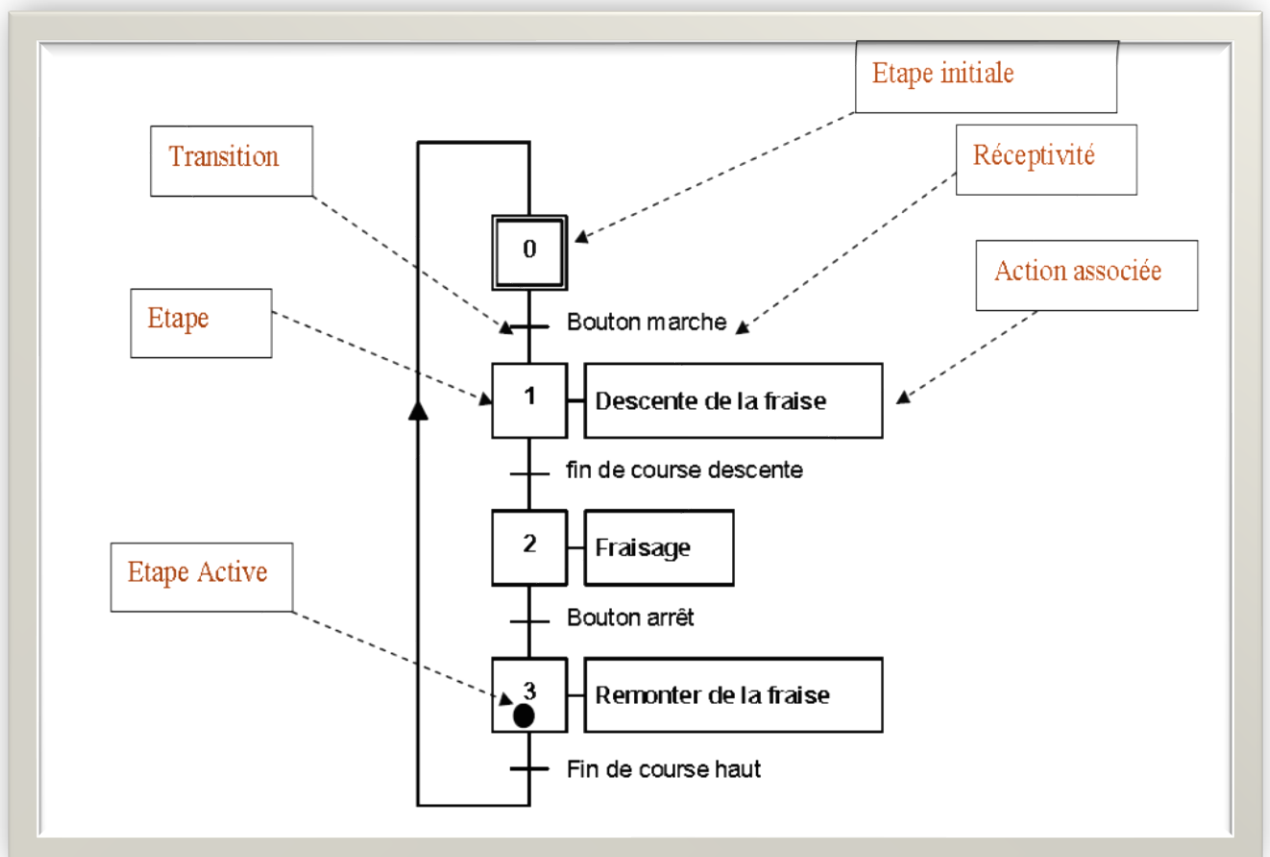 Etape initiale
Transition
Réceptivité
0
Action associée
Etape
Bouton marche
1
Descente de la fraise
fin de course descente
2
Fraisage
Etape Active
Bouton arrêt
3
Remonter de la fraise
Fin de course haut